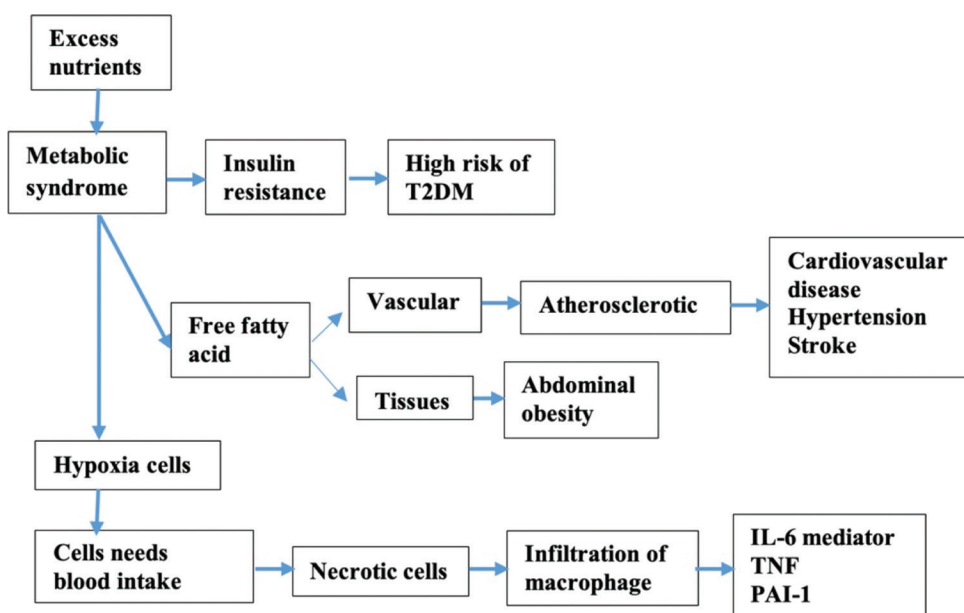 Excess
nutrients
Metabolic
syndrome
Insulin
resistance
High risk of
T2DM
Free fatty
acid
Vascular
Atherosclerotic
Cardiovascular
disease
Hypertension
Stroke
Tissues
Abdominal
obesity
Hypoxia cells
Cells needs
blood intake
Necrotic cells
Infiltration of
macrophage
IL-6 mediator
TNF
PAI-1